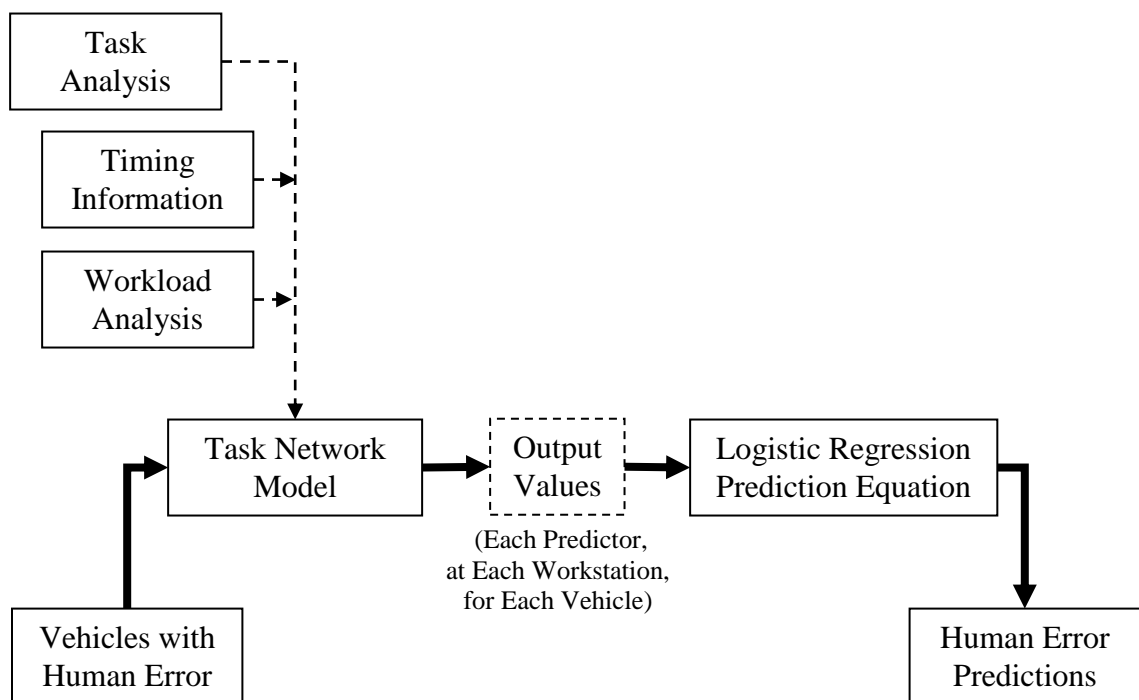 Task
Analysis
Timing
Information
Workload
Analysis
Task Network
Model
Output
Values
Logistic Regression
Prediction Equation
(Each Predictor,
at Each Workstation,
for Each Vehicle)
Vehicles with
Human Error
Human Error
Predictions